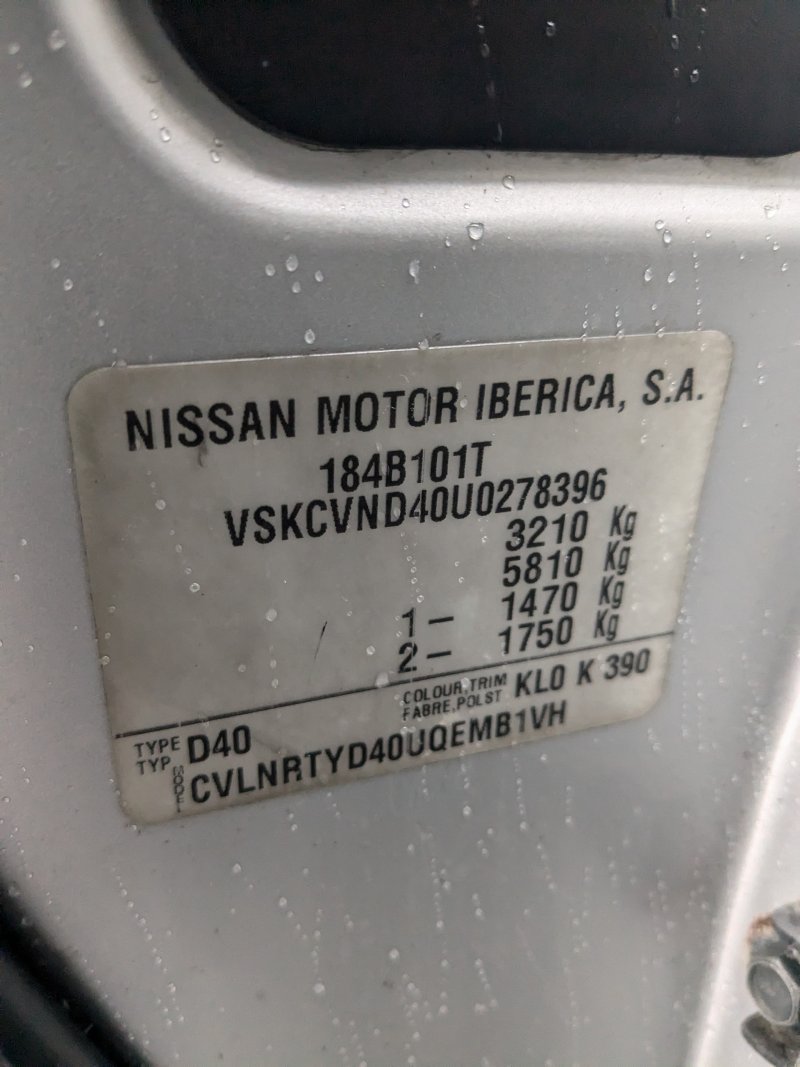 NISSAN MOTOR IBERICA, S.A.
184B101T
VSKCVND40U0278396
3210 Kg
5810 Kg
1 - 1470 Kg
2 - 1750 Kg
COLOUR,TRIM KL0 K 390
FABRE,POLST
TYPE D40
TYP.
MODEL CVLNRTYD40UQEMB1VH